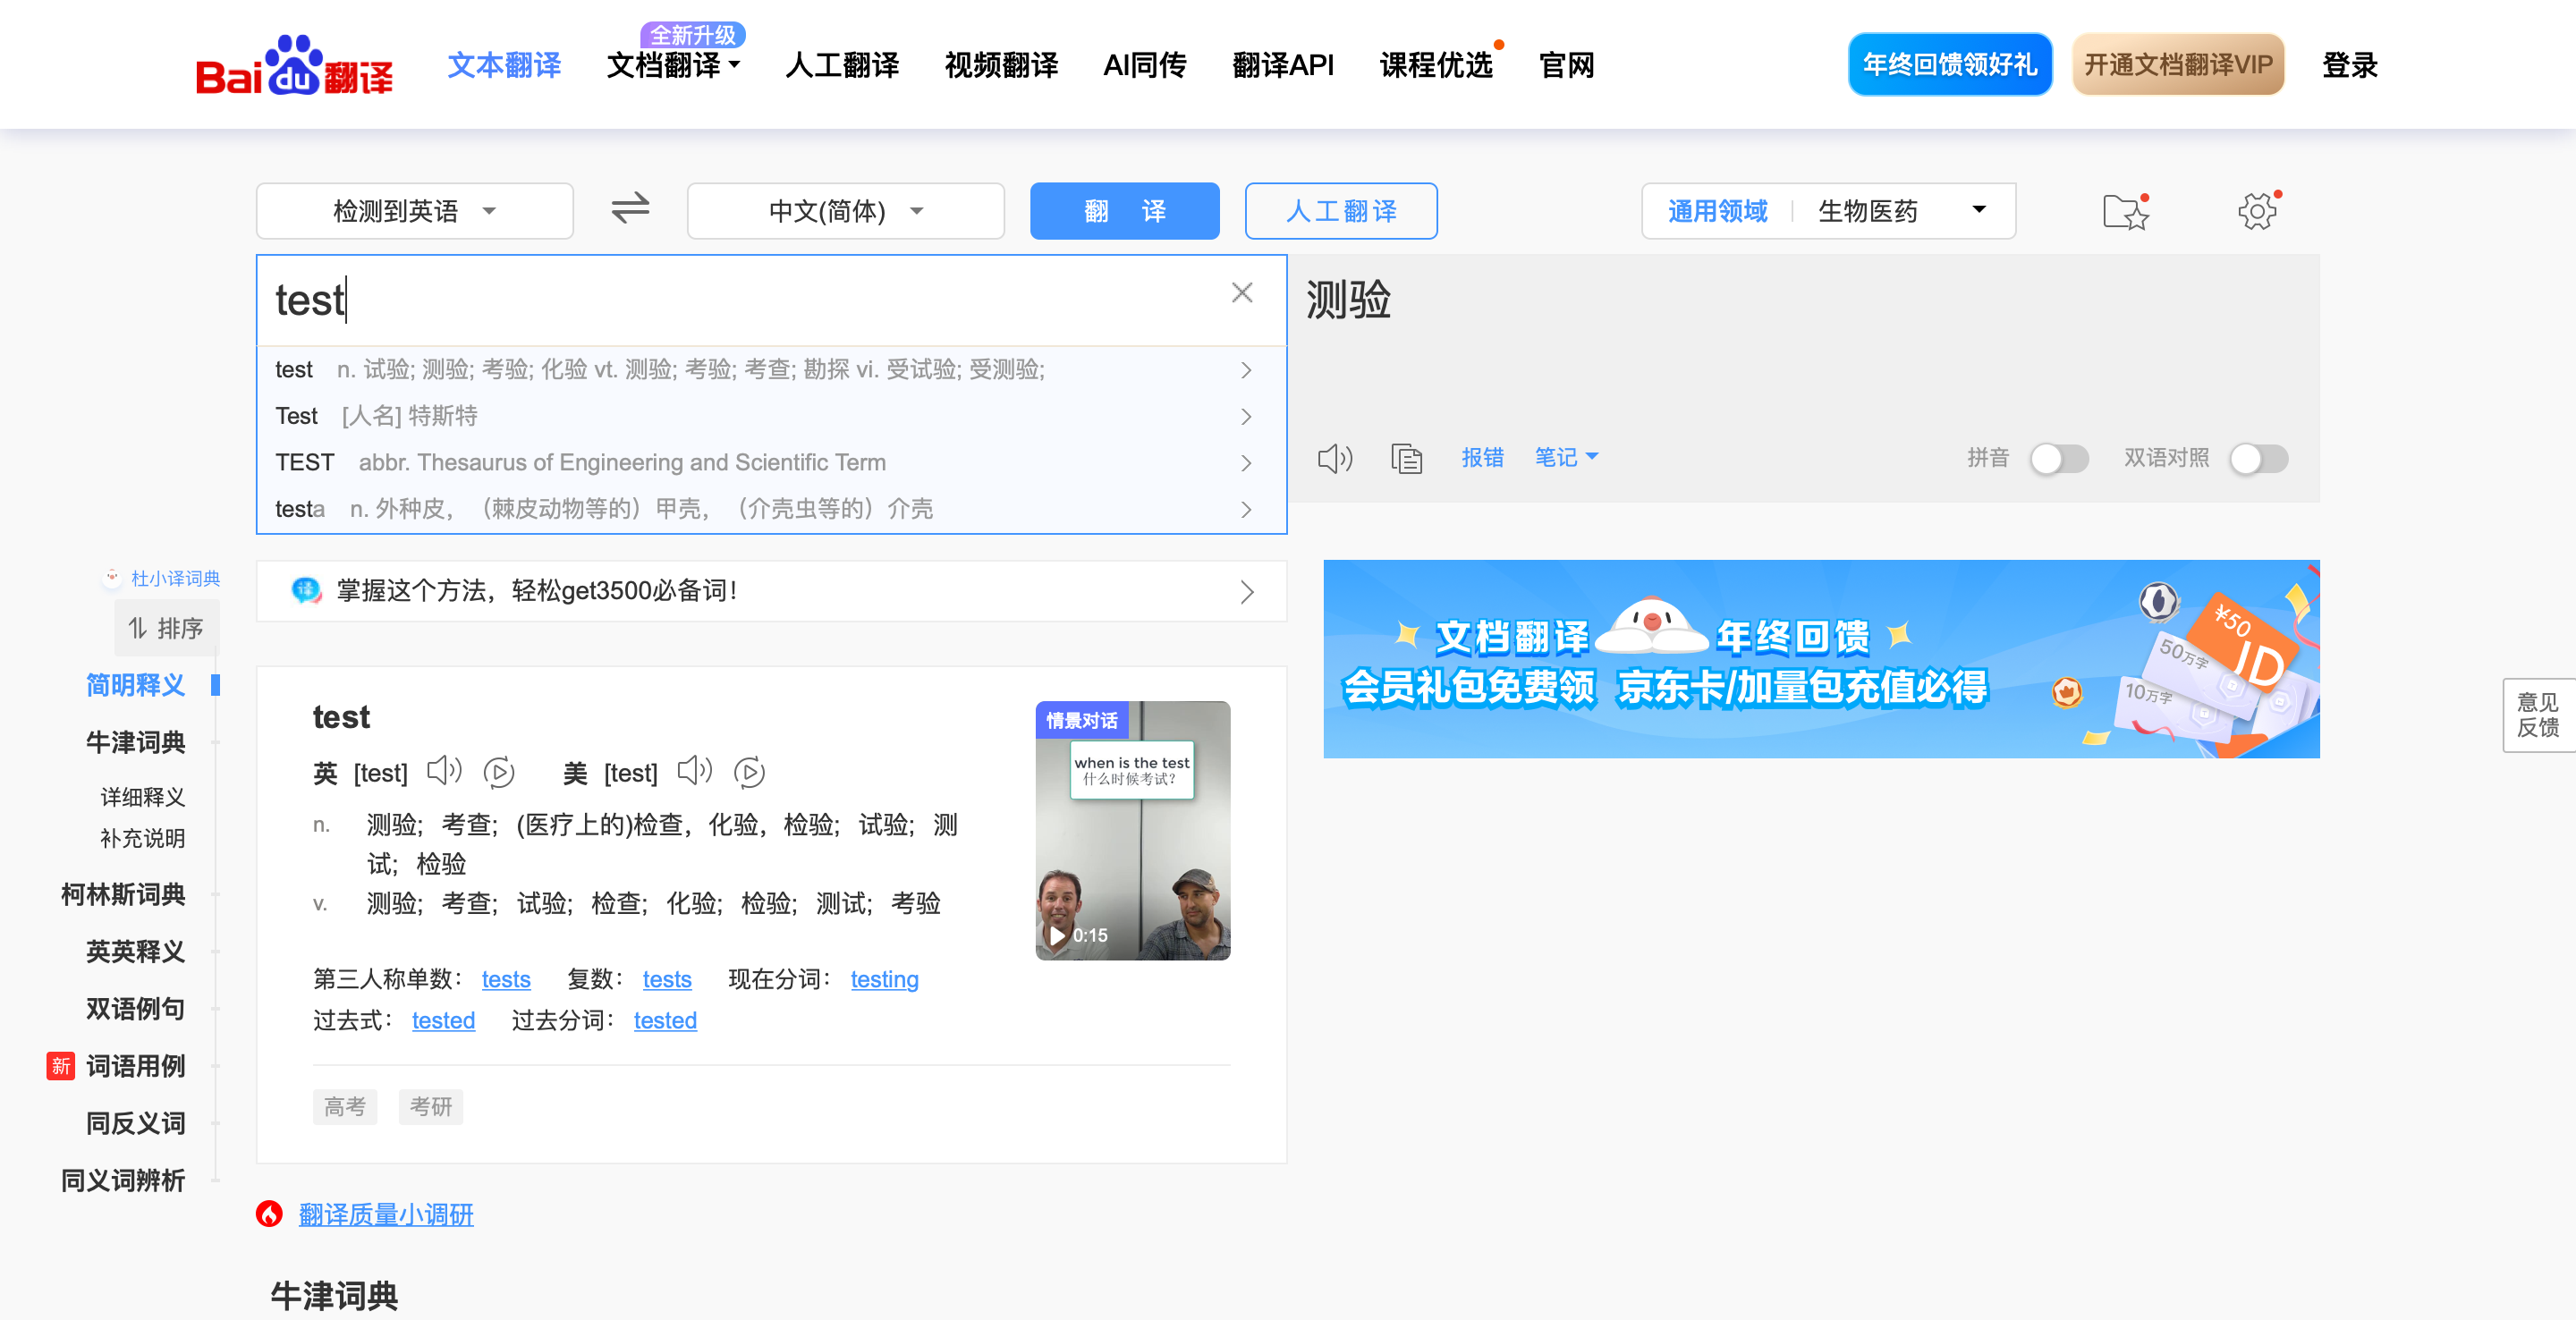 Bai du 翻译
文本翻译
全新升级
文档翻译
人工翻译
视频翻译
AI同传
翻译API
课程优选
官网
年终回馈领好礼
开通文档翻译VIP
登录
检测到英语
中文(简体)
翻 译
人工翻译
通用领域
生物医药
test
测验
test n. 试验; 测验; 考验; 化验 vt. 测验; 考验; 考查; 勘探 vi. 受试验; 受测验;
Test [人名] 特斯特
TEST abbr. Thesaurus of Engineering and Scientific Term
testa n. 外种皮，（棘皮动物等的）甲壳，（介壳虫等的）介壳
报错
笔记
拼音
双语对照
杜小译词典
排序
简明释义
牛津词典
详细释义
补充说明
柯林斯词典
英英释义
双语例句
新 词语用例
同反义词
同义词辨析
译 掌握这个方法，轻松get3500必备词！
test
英 [test] 美 [test]
n. 测验；考查；(医疗上的)检查，化验，检验；试验；测
试；检验
v. 测验；考查；试验；检查；化验；检验；测试；考验
情景对话
when is the test
什么时候考试？
0:15
第三人称单数： tests 复数： tests 现在分词： testing
过去式： tested 过去分词： tested
高考 考研
翻译质量小调研
牛津词典
文档翻译 年终回馈
会员礼包免费领 京东卡/加量包充值必得
¥50
JD
50万字
10万字
意见
反馈